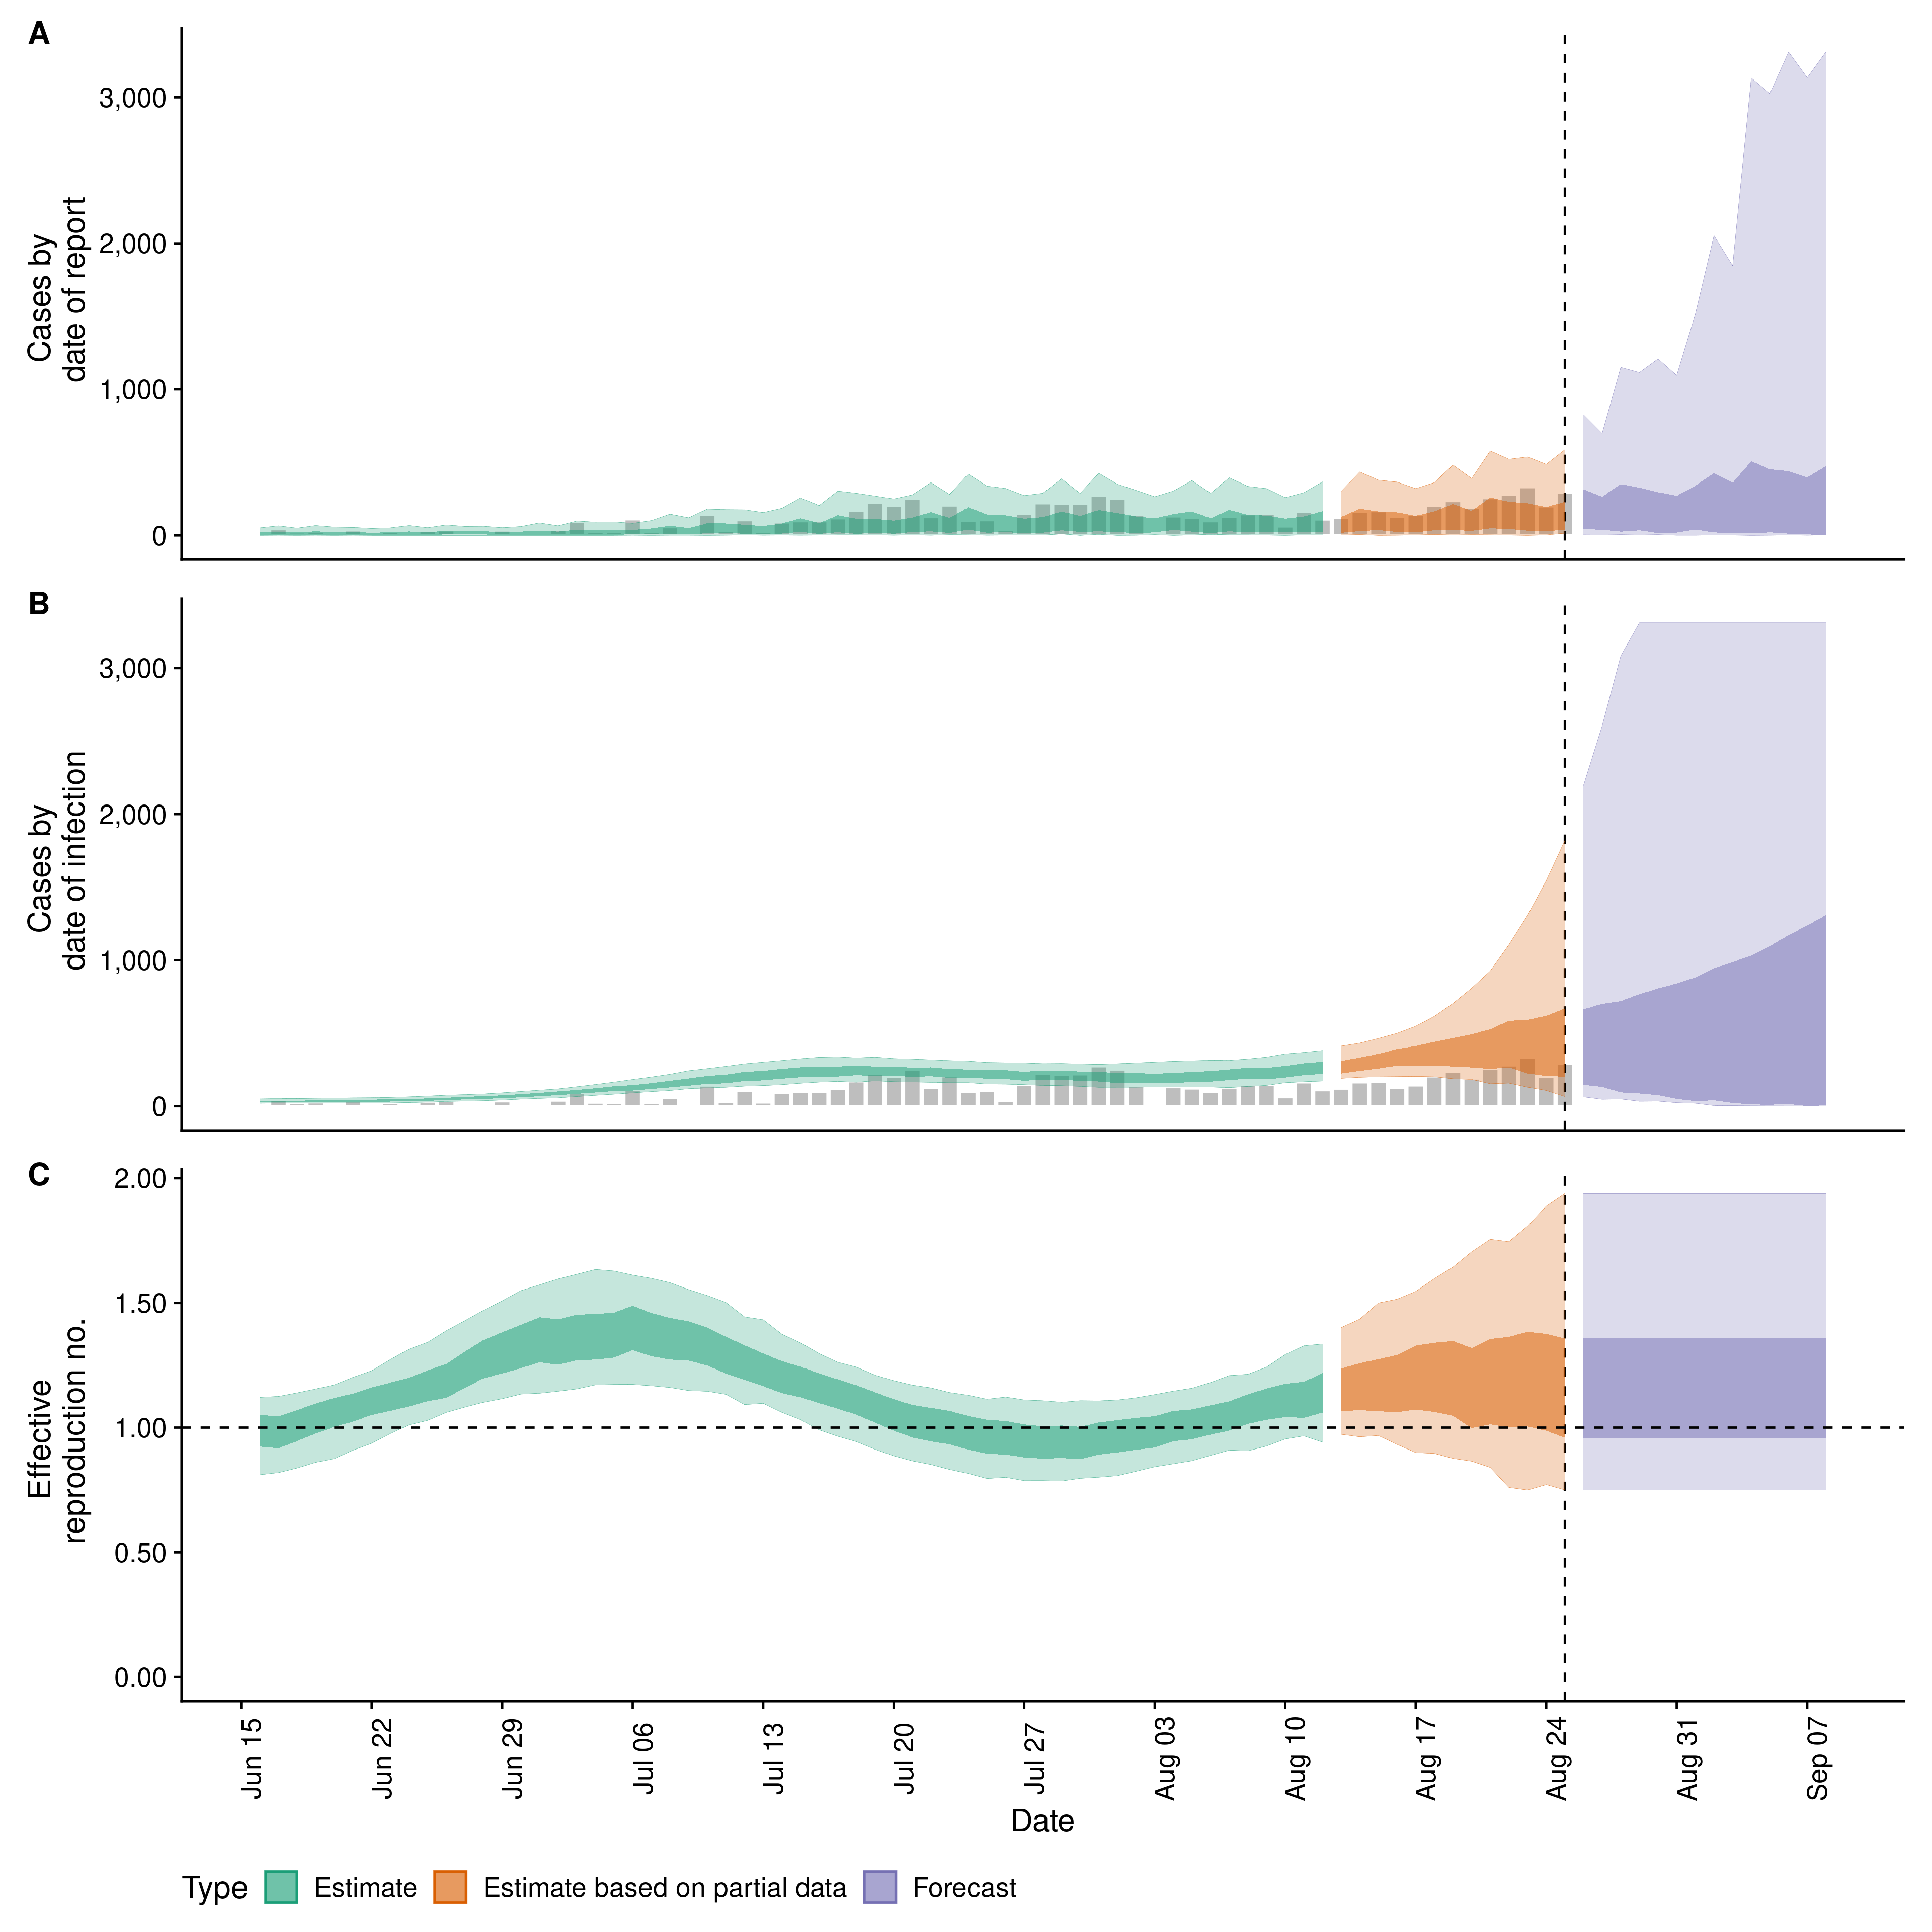 A
Cases by
date of report
3,000
2,000
1,000
0
B
Cases by
date of infection
3,000
2,000
1,000
0
C
Effective
reproduction no.
2.00
1.50
1.00
0.50
0.00
Jun 15
Jun 22
Jun 29
Jul 06
Jul 13
Jul 20
Jul 27
Aug 03
Aug 10
Aug 17
Aug 24
Aug 31
Sep 07
Date
Type Estimate Estimate based on partial data Forecast